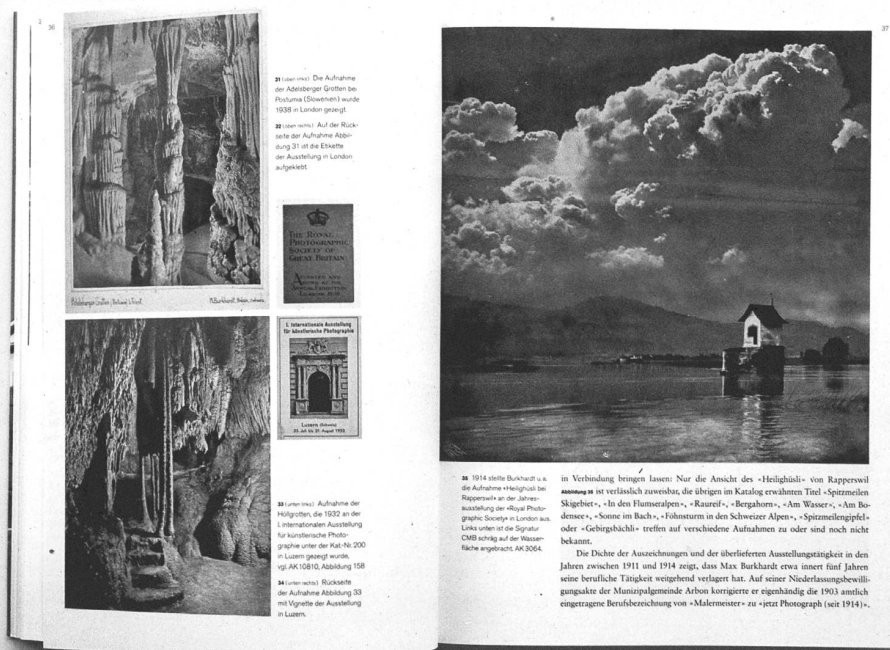 36
31 (oben links) Die Aufnahme
der Adelsberger Grotten bei
Postumia (Slowenien) wurde
1938 in London gezeigt.
32 (oben rechts) Auf der Rück-
seite der Aufnahme Abbil-
dung 31 ist die Etikette
der Ausstellung in London
aufgeklebt.
THE ROYAL
PHOTOGRAPHIC
SOCIETY OF
GREAT BRITAIN
Adelsberger Grotten
M. Burkhardt, Arbon
I. Internationale Ausstellung
für künstlerische Photographie
Luzern (Schweiz)
33 (unten links) Aufnahme der
Höllgrotten, die 1932 an der
I. internationalen Ausstellung
für künstlerische Photo-
graphie unter der Kat.-Nr. 200
in Luzern gezeigt wurde,
vgl. AK 10810, Abbildung 158
34 (unten rechts) Rückseite
der Aufnahme Abbildung 33
mit Vignette der Ausstellung
in Luzern.
37
35 1914 stellte Burkhardt u. a.
die Aufnahme «Heilighüsli bei
Rapperswil» an der Jahres-
ausstellung der «Royal Photo-
graphic Society» in London aus.
Links unten ist die Signatur
CMB schräg auf der Wasser-
fläche angebracht. AK 3064.
in Verbindung bringen lassen: Nur die Ansicht des «Heilighüsli» von Rapperswil
Abbildung 35 ist verlässlich zuweisbar, die übrigen im Katalog erwähnten Titel «Spitzmeilen
Skigebiet», «In den Flumseralpen», «Raureif», «Bergahorn», «Am Wasser», «Am Bo-
densee», «Sonne im Bach», «Föhnsturm in den Schweizer Alpen», «Spitzmeilengipfel»
oder «Gebirgsbächli» treffen auf verschiedene Aufnahmen zu oder sind noch nicht
bekannt.
Die Dichte der Auszeichnungen und der überlieferten Ausstellungstätigkeit in den
Jahren zwischen 1911 und 1914 zeigt, dass Max Burkhardt etwa innert fünf Jahren
seine berufliche Tätigkeit weitgehend verlagert hat. Auf seiner Niederlassungsbewilli-
gungsakte der Munizipalgemeinde Arbon korrigierte er eigenhändig die 1903 amtlich
eingetragene Berufsbezeichnung von «Malermeister» zu «jetzt Photograph (seit 1914)».